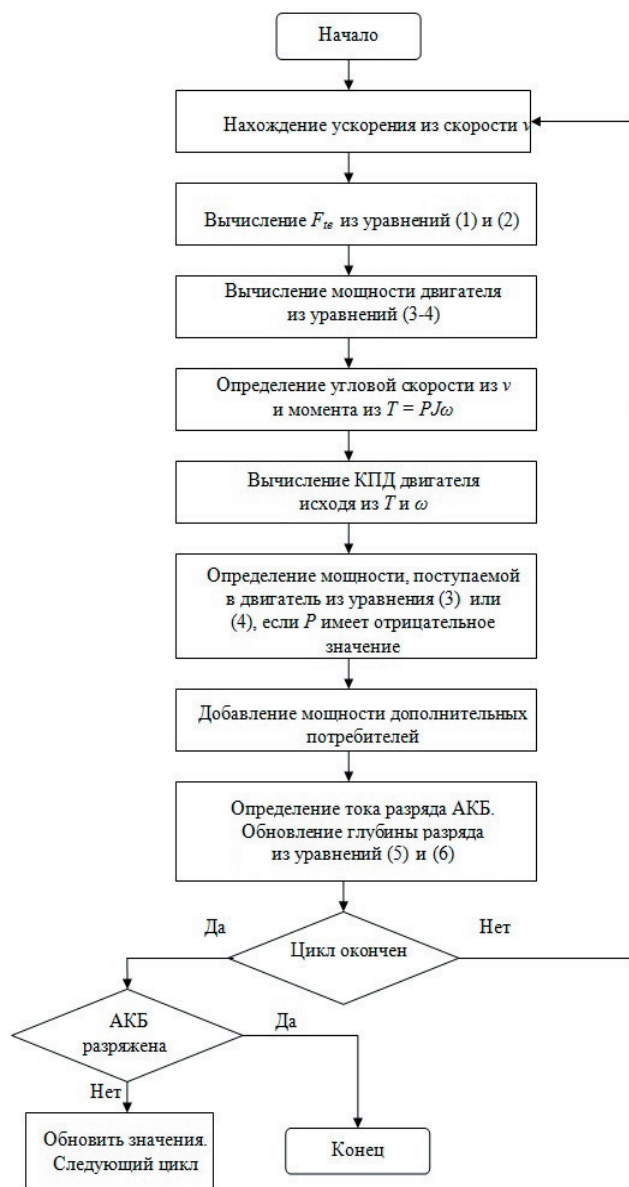 Начало
Нахождение ускорения из скорости v
Вычисление Fte из уравнений (1) и (2)
Вычисление мощности двигателя
из уравнений (3-4)
Определение угловой скорости из v
и момента из T = PJω
Вычисление КПД двигателя
исходя из T и ω
Определение мощности, поступаемой
в двигатель из уравнения (3) или
(4), если P имеет отрицательное
значение
Добавление мощности дополнительных
потребителей
Определение тока разряда АКБ.
Обновление глубины разряда
из уравнений (5) и (6)
Да
Нет
Цикл окончен
АКБ
разряжена
Да
Нет
Обновить значения.
Следующий цикл
Конец